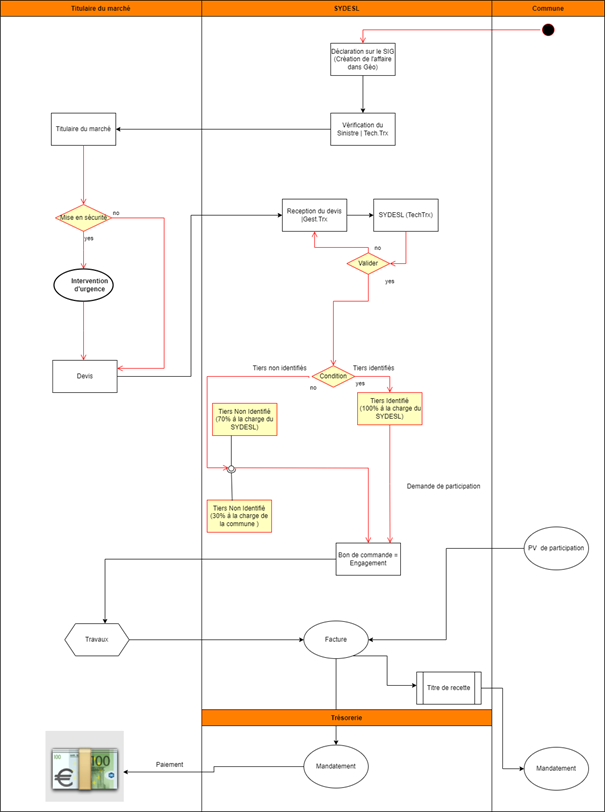 Titulaire du marché
SYDESL
Commune
Déclaration sur le SIG
(Création de l'affaire
dans Géo)
Titulaire du marché
Vérification du
Sinistre | Tech.Trx
Mise en sécurité
no
yes
Reception du devis
|Gest.Trx
SYDESL (TechTrx)
no
Valider
yes
Intervention
d'urgence
Devis
Tiers non identifiés
Tiers identifiés
Condition
no
yes
Tiers Non Identifié
(70% á la charge du
SYDESL)
Tiers Identifié
(100% á la charge du
SYDESL)
Demande de participation
Tiers Non Identifié
(30% á la charge de
la commune )
Bon de commande =
Engagement
PV de participation
Travaux
Facture
Titre de recette
Trésorerie
Paiement
Mandatement
Mandatement
100
100